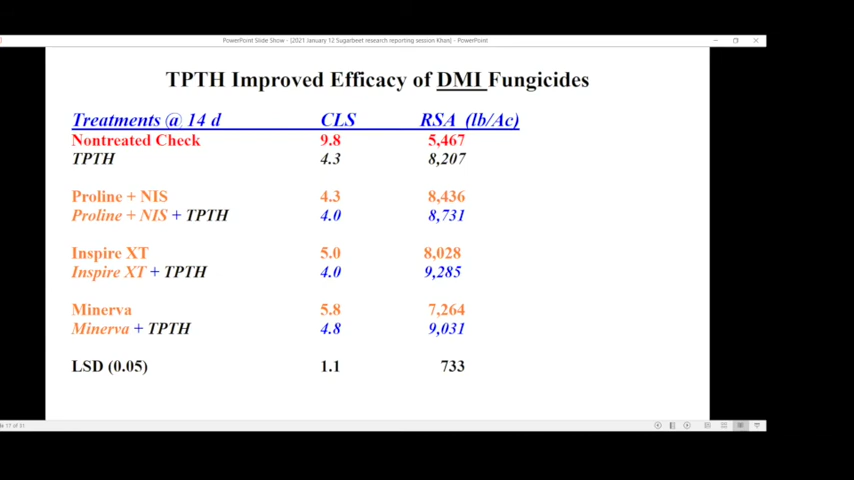 PowerPoint Slide Show - [2021 January 12 Sugarbeet research reporting session Khan] - PowerPoint
TPTH Improved Efficacy of DMI Fungicides
Treatments @ 14 d CLS RSA (lb/Ac)
Nontreated Check 9.8 5,467
TPTH 4.3 8,207
Proline + NIS 4.3 8,436
Proline + NIS + TPTH 4.0 8,731
Inspire XT 5.0 8,028
Inspire XT + TPTH 4.0 9,285
Minerva 5.8 7,264
Minerva + TPTH 4.8 9,031
LSD (0.05) 1.1 733
17 of 31